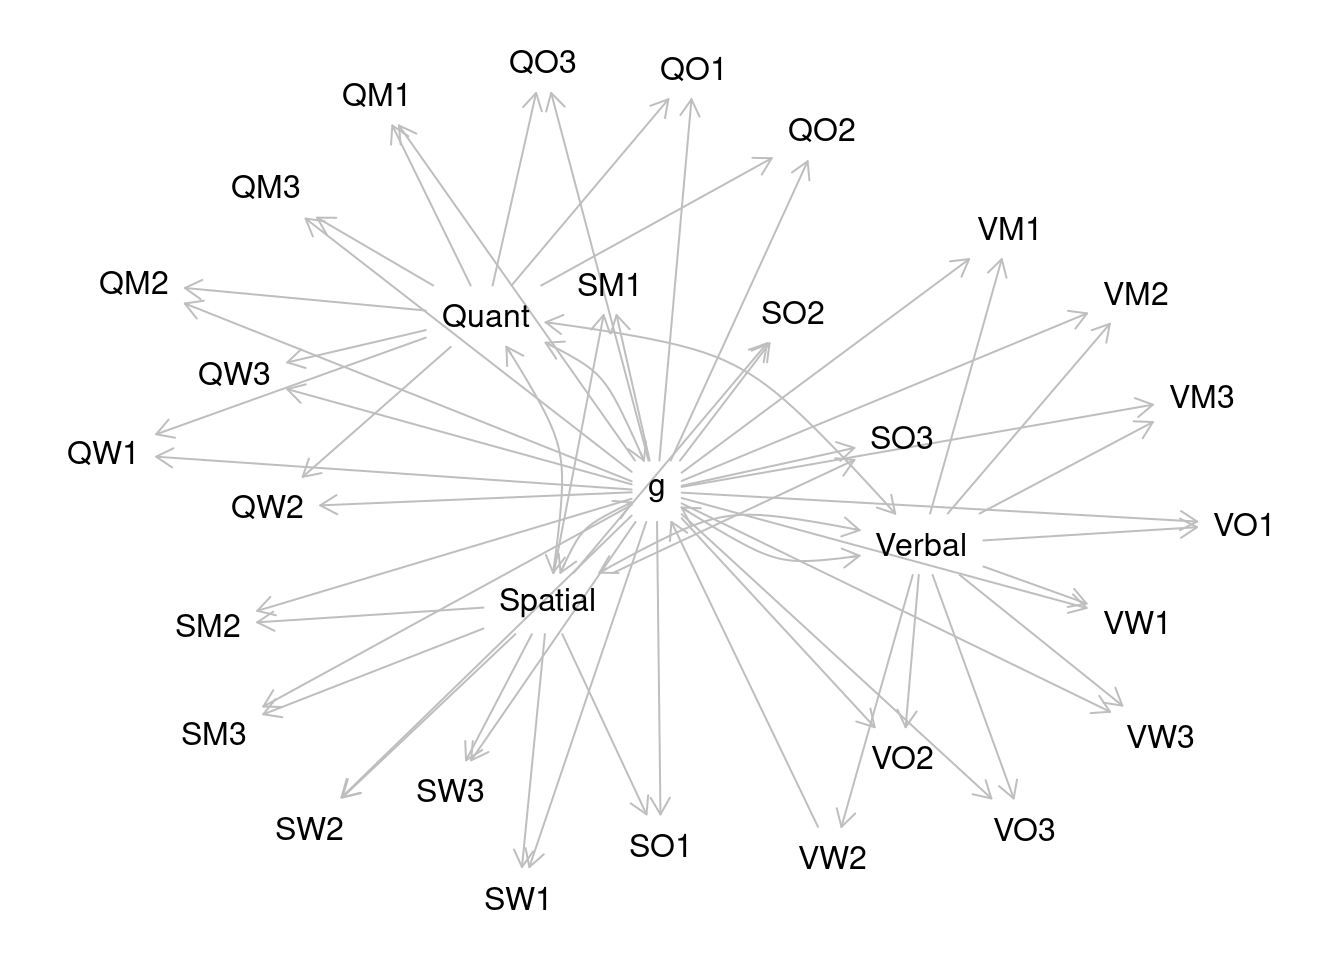 QO3
QO1
QM1
QO2
QM3
VM1
QM2
SM1
VM2
Quant
SO2
QW3
VM3
SO3
QW1
g
QW2
VO1
Verbal
Spatial
SM2
VW1
SM3
VW3
VO2
SW3
SW2
VO3
SO1
VW2
SW1